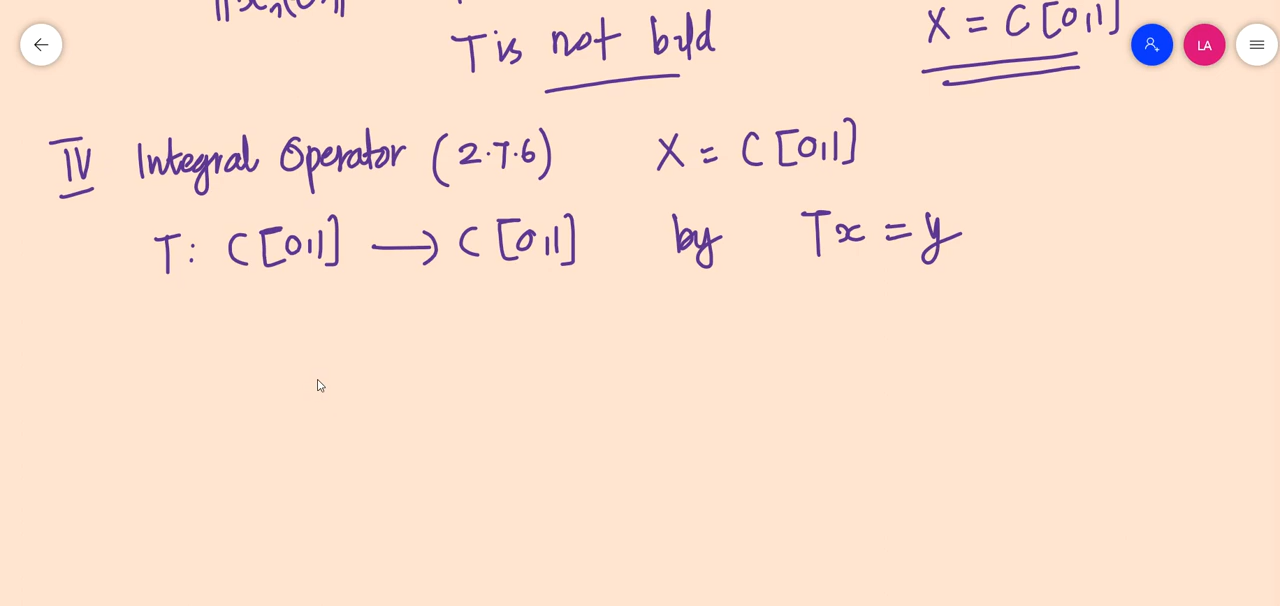 T is not bdd
X = C[0,1]
IV Integral Operator (2.7.6) X = C[0,1]
T: C[0,1] → C[0,1] by Tx = y
LA